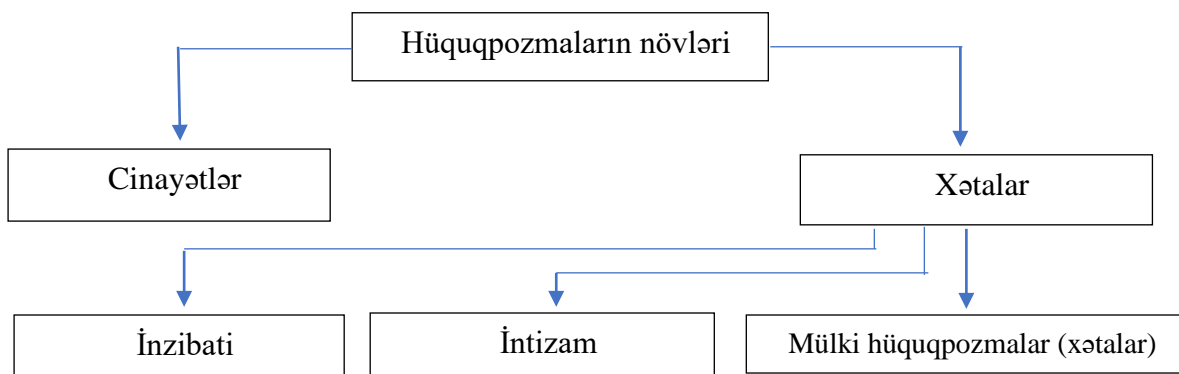 Hüquqpozmaların növləri
Cinayətlər
Xətalar
İnzibati
İntizam
Mülki hüquqpozmalar (xətalar)